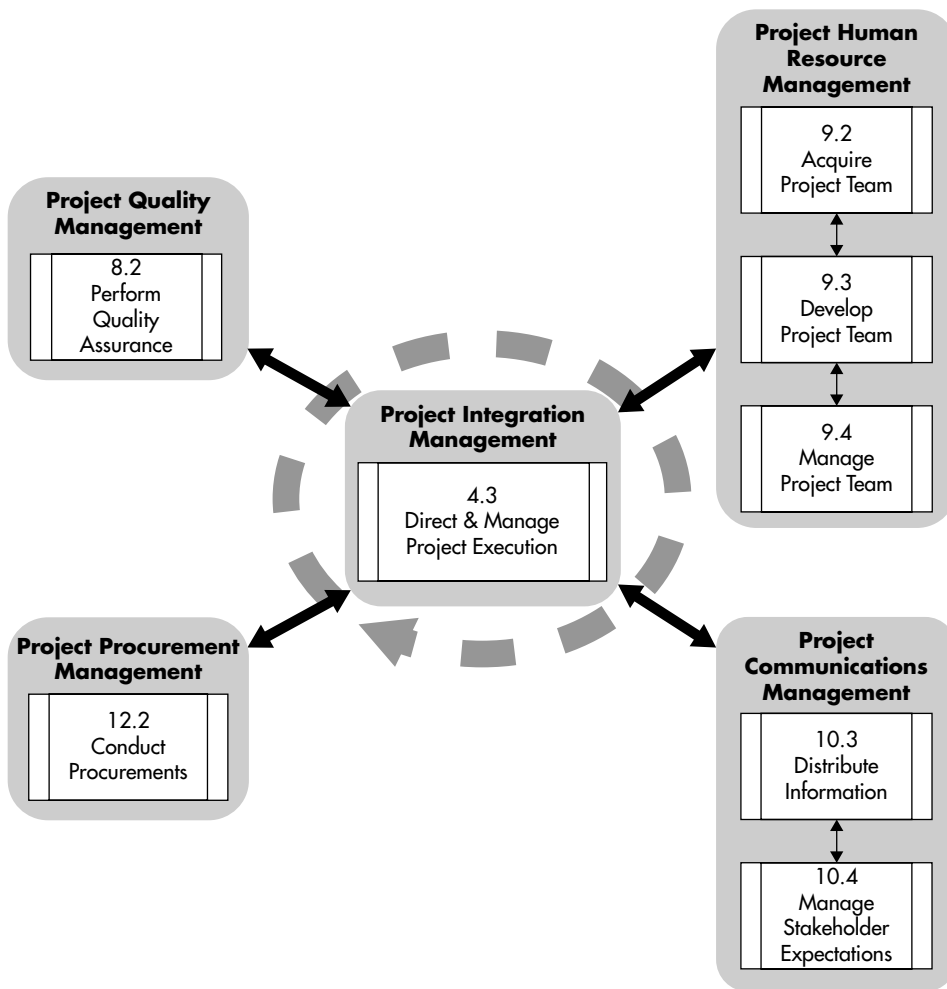 Project Human
Resource
Management
9.2
Acquire
Project Team
9.3
Develop
Project Team
9.4
Manage
Project Team
Project Quality
Management
8.2
Perform
Quality
Assurance
Project Integration
Management
4.3
Direct & Manage
Project Execution
Project Procurement
Management
12.2
Conduct
Procurements
Project
Communications
Management
10.3
Distribute
Information
10.4
Manage
Stakeholder
Expectations